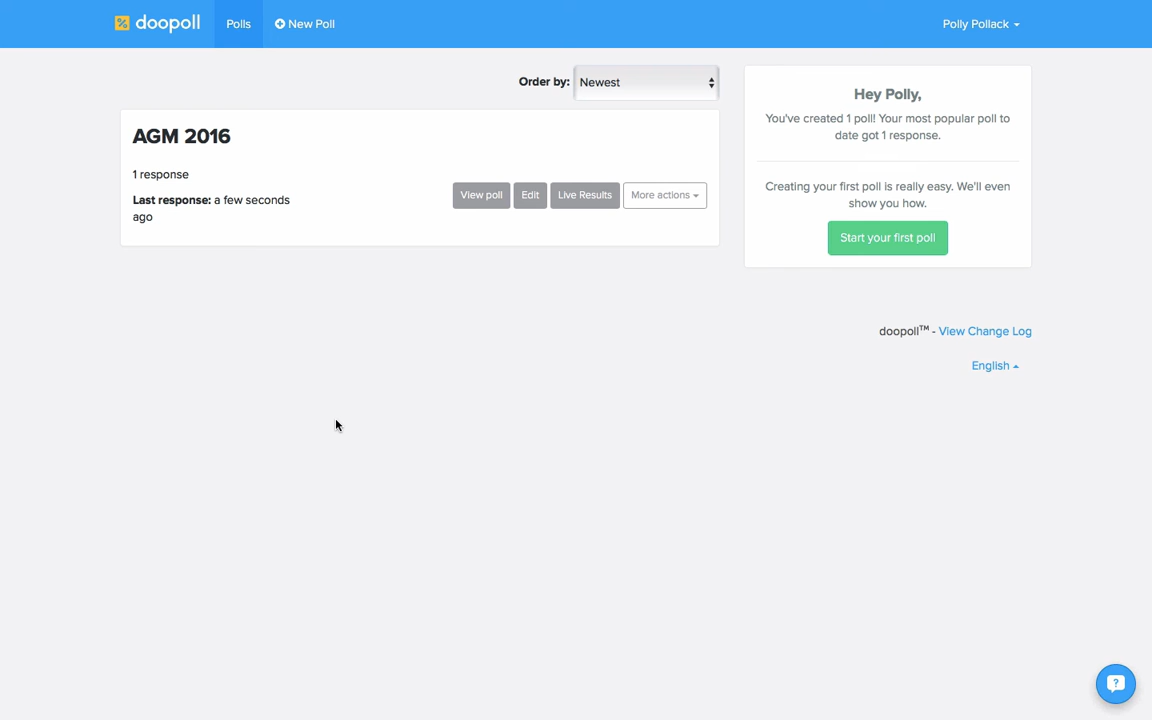 doopoll
Polls
New Poll
Polly Pollack
Order by:
Newest
AGM 2016
1 response
Last response: a few seconds
ago
View poll
Edit
Live Results
More actions
Hey Polly,
You've created 1 poll! Your most popular poll to
date got 1 response.
Creating your first poll is really easy. We'll even
show you how.
Start your first poll
doopoll™ - View Change Log
English